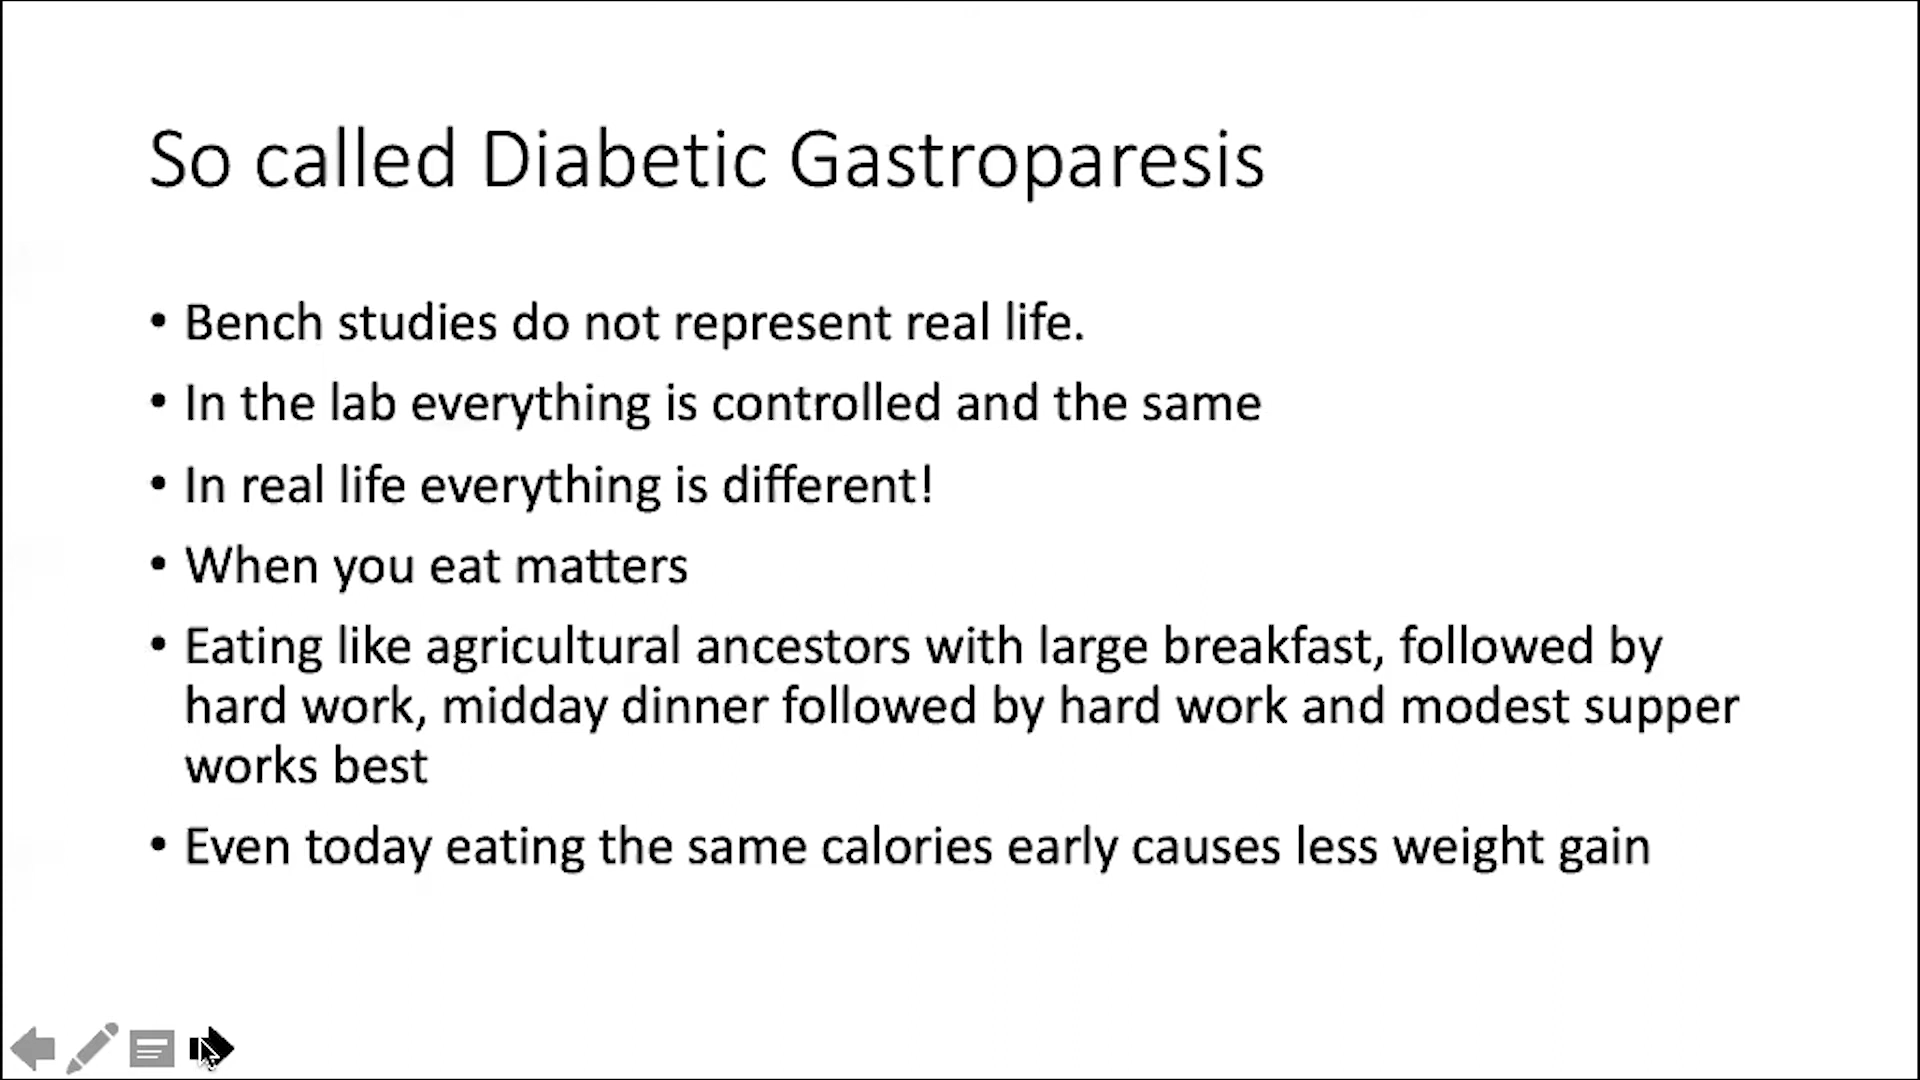 So called Diabetic Gastroparesis
• Bench studies do not represent real life.
• In the lab everything is controlled and the same
• In real life everything is different!
• When you eat matters
• Eating like agricultural ancestors with large breakfast, followed by
hard work, midday dinner followed by hard work and modest supper
works best
• Even today eating the same calories early causes less weight gain